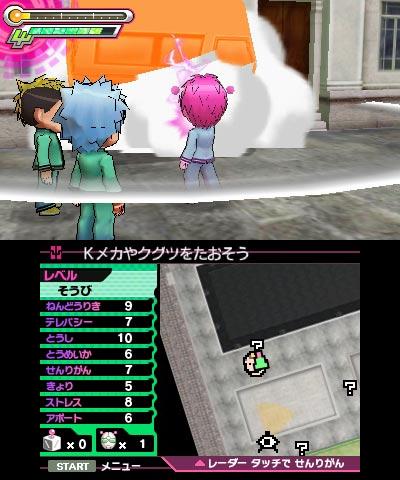 Kメカやクグツをたおそう
レベル
そうび
ねんどうりき 9
テレパシー 7
とうし 10
とうめいか 6
せんりがん 7
きょり 5
ストレス 8
アポート 6
× 0 × 1
START メニュー
レーダー タッチで せんりがん
?
?
?